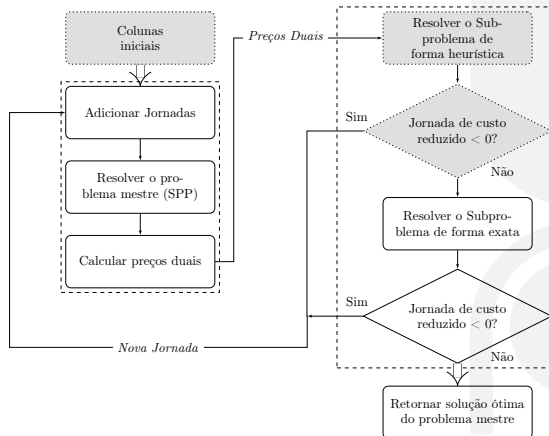 Colunas
iniciais
Adicionar Jornadas
Resolver o pro-
blema mestre (SPP)
Calcular preços duais
Preços Duais
Nova Jornada
Resolver o Sub-
problema de
forma heurística
Jornada de custo
reduzido < 0?
Sim
Não
Resolver o Subpro-
blema de forma exata
Jornada de custo
reduzido < 0?
Sim
Não
Retornar solução ótima
do problema mestre